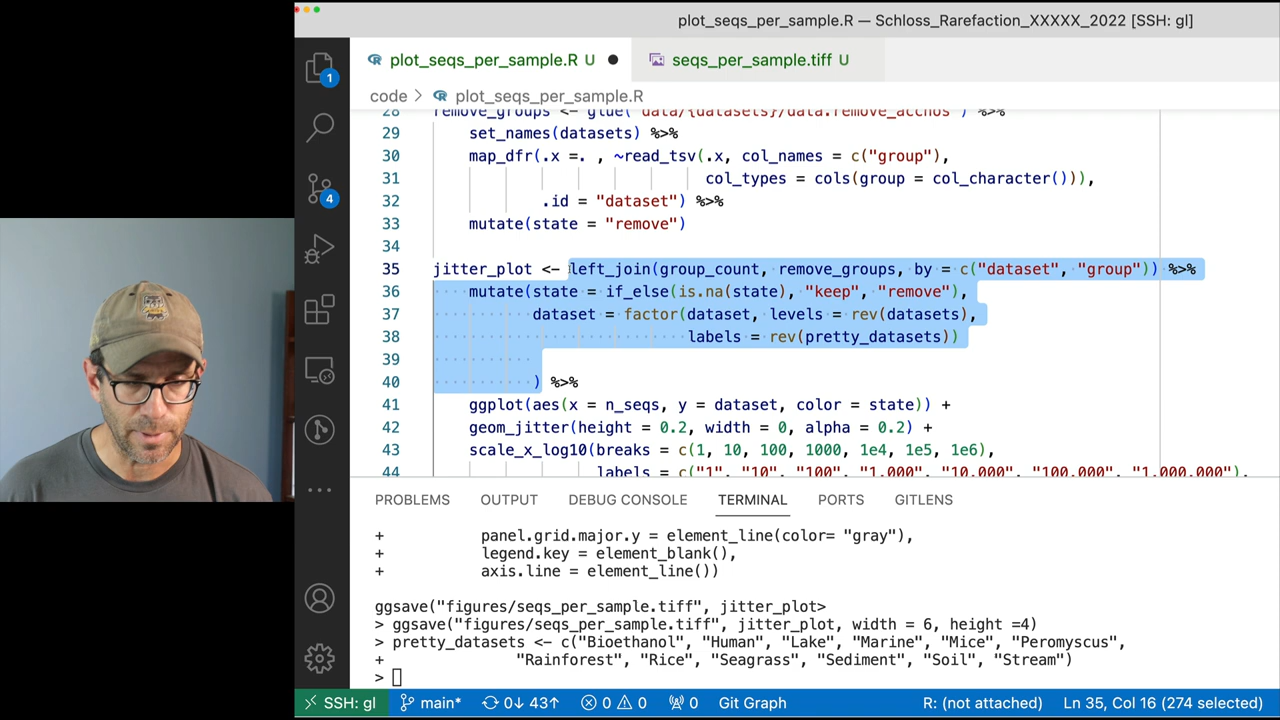 plot_seqs_per_sample.R — Schloss_Rarefaction_XXXXX_2022 [SSH: gl]
plot_seqs_per_sample.R U
seqs_per_sample.tiff U
code > plot_seqs_per_sample.R
28 remove_groups <- glue("data/{datasets}/data.remove_accnos") %>%
29 set_names(datasets) %>%
30 map_dfr(.x =. , ~read_tsv(.x, col_names = c("group"),
31 col_types = cols(group = col_character())),
32 .id = "dataset") %>%
33 mutate(state = "remove")
34
35 jitter_plot <- left_join(group_count, remove_groups, by = c("dataset", "group")) %>%
36 mutate(state = if_else(is.na(state), "keep", "remove"),
37 dataset = factor(dataset, levels = rev(datasets),
38 labels = rev(pretty_datasets))
39
40 ) %>%
41 ggplot(aes(x = n_seqs, y = dataset, color = state)) +
42 geom_jitter(height = 0.2, width = 0, alpha = 0.2) +
43 scale_x_log10(breaks = c(1, 10, 100, 1000, 1e4, 1e5, 1e6),
44 labels = c("1", "10", "100", "1,000", "10,000", "100,000", "1,000,000"),
1
4
PROBLEMS OUTPUT DEBUG CONSOLE TERMINAL PORTS GITLENS
+ panel.grid.major.y = element_line(color= "gray"),
+ legend.key = element_blank(),
+ axis.line = element_line())
ggsave("figures/seqs_per_sample.tiff", jitter_plot>
> ggsave("figures/seqs_per_sample.tiff", jitter_plot, width = 6, height =4)
> pretty_datasets <- c("Bioethanol", "Human", "Lake", "Marine", "Mice", "Peromyscus",
+ "Rainforest", "Rice", "Seagrass", "Sediment", "Soil", "Stream")
>
SSH: gl main* 0↓ 43↑ 0 0 0 Git Graph R: (not attached) Ln 35, Col 16 (274 selected)